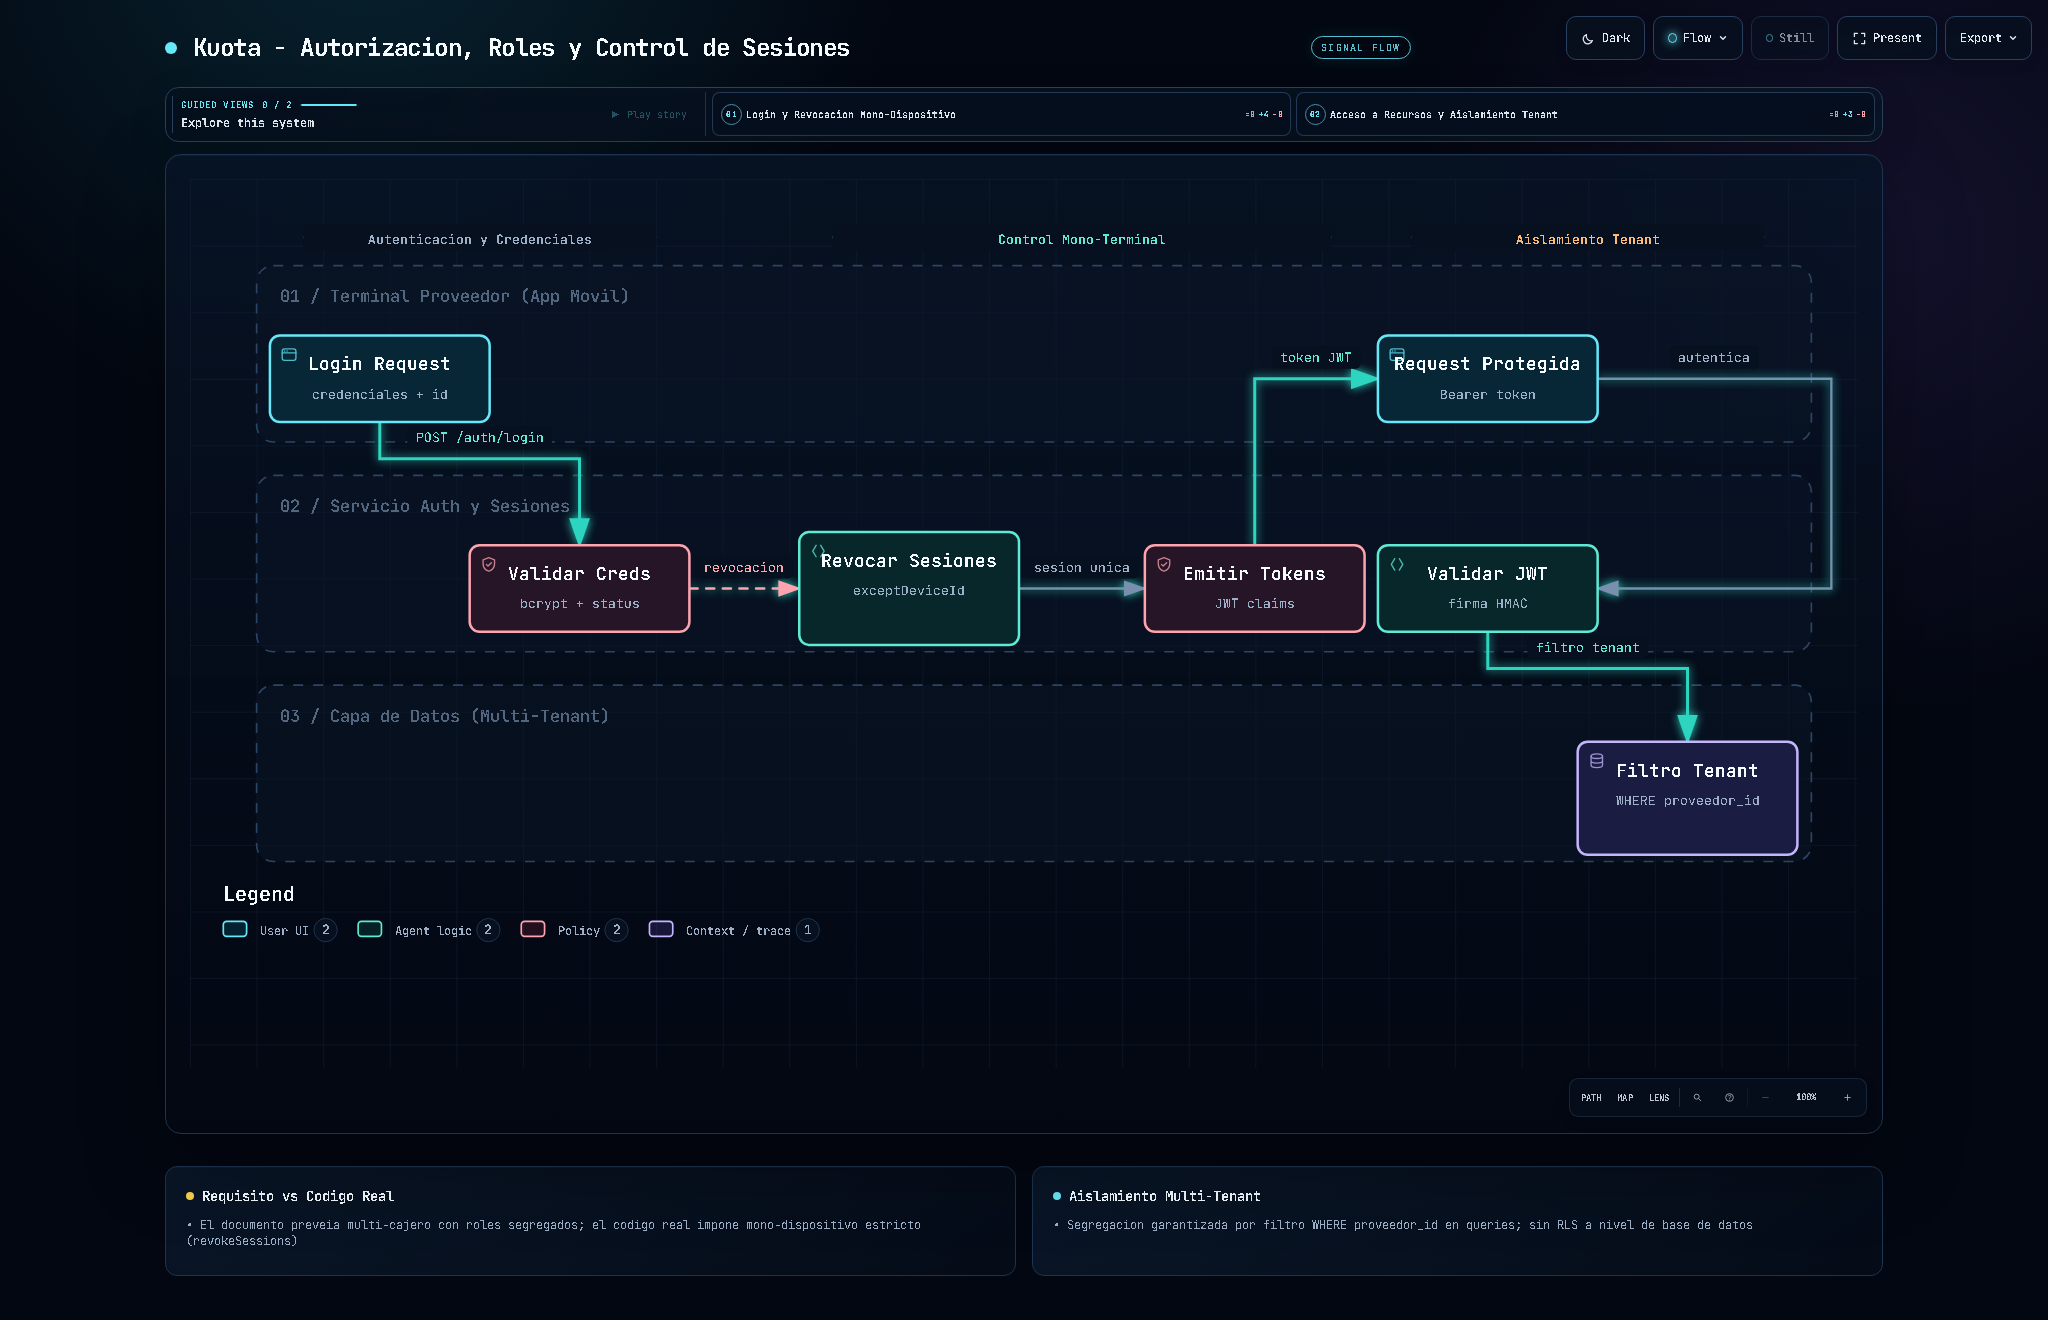 Kuota - Autorizacion, Roles y Control de Sesiones
SIGNAL FLOW
Dark
Flow
Still
Present
Export
GUIDED VIEWS 0 / 2
Explore this system
Play story
01 Login y Revocacion Mono-Dispositivo
=0 +4 -0
02 Acceso a Recursos y Aislamiento Tenant
=0 +3 -0
Autenticacion y Credenciales
Control Mono-Terminal
Aislamiento Tenant
01 / Terminal Proveedor (App Movil)
Login Request
credenciales + id
token JWT
Request Protegida
Bearer token
autentica
POST /auth/login
02 / Servicio Auth y Sesiones
Validar Creds
bcrypt + status
revocacion
Revocar Sesiones
exceptDeviceId
sesion unica
Emitir Tokens
JWT claims
Validar JWT
firma HMAC
filtro tenant
03 / Capa de Datos (Multi-Tenant)
Filtro Tenant
WHERE proveedor_id
Legend
User UI 2
Agent logic 2
Policy 2
Context / trace 1
PATH
MAP
LENS
100%
Requisito vs Codigo Real
• El documento preveia multi-cajero con roles segregados; el codigo real impone mono-dispositivo estricto
(revokeSessions)
Aislamiento Multi-Tenant
• Segregacion garantizada por filtro WHERE proveedor_id en queries; sin RLS a nivel de base de datos